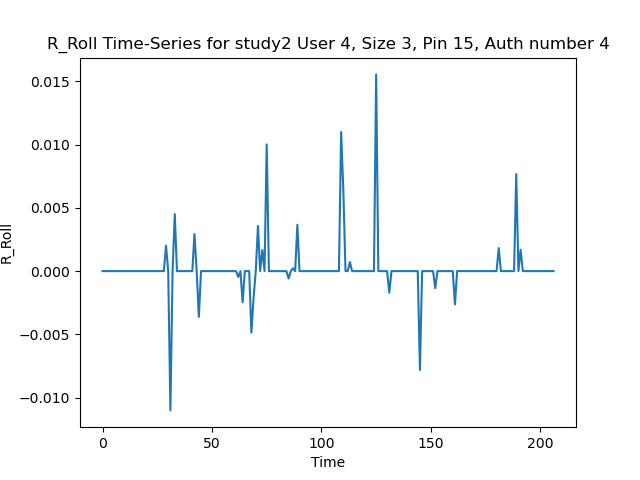 R_Roll Time-Series for study2 User 4, Size 3, Pin 15, Auth number 4
0.015
0.010
0.005
0.000
−0.005
−0.010
R_Roll
0 50 100 150 200
Time